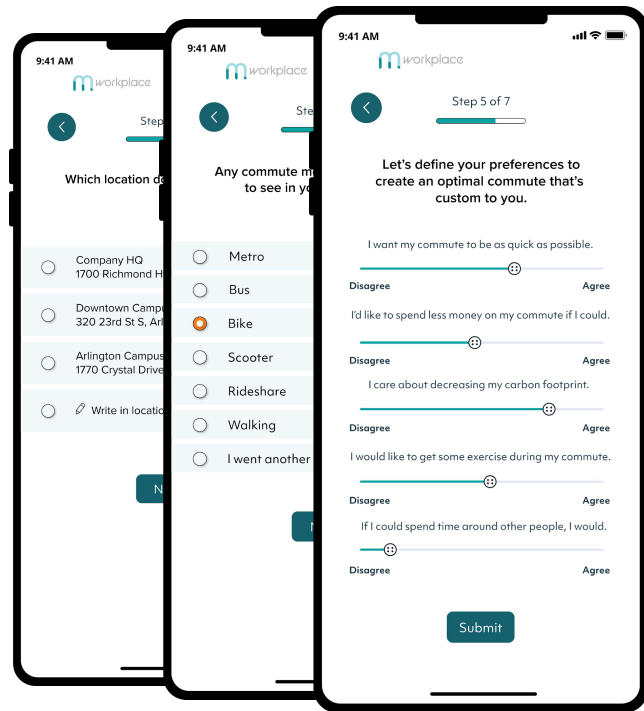 9:41 AM
m workplace
Step
Which location do
Company HQ
1700 Richmond H
Downtown Camp
320 23rd St S, Arl
Arlington Campus
1770 Crystal Drive
Write in locatio
N
9:41 AM
m workplace
Ste
Any commute m
to see in yo
Metro
Bus
Bike
Scooter
Rideshare
Walking
I went another
9:41 AM
m workplace
Step 5 of 7
Let's define your preferences to
create an optimal commute that's
custom to you.
I want my commute to be as quick as possible.
Disagree Agree
I'd like to spend less money on my commute if I could.
Disagree Agree
I care about decreasing my carbon footprint.
Disagree Agree
I would like to get some exercise during my commute.
Disagree Agree
If I could spend time around other people, I would.
Disagree Agree
Submit